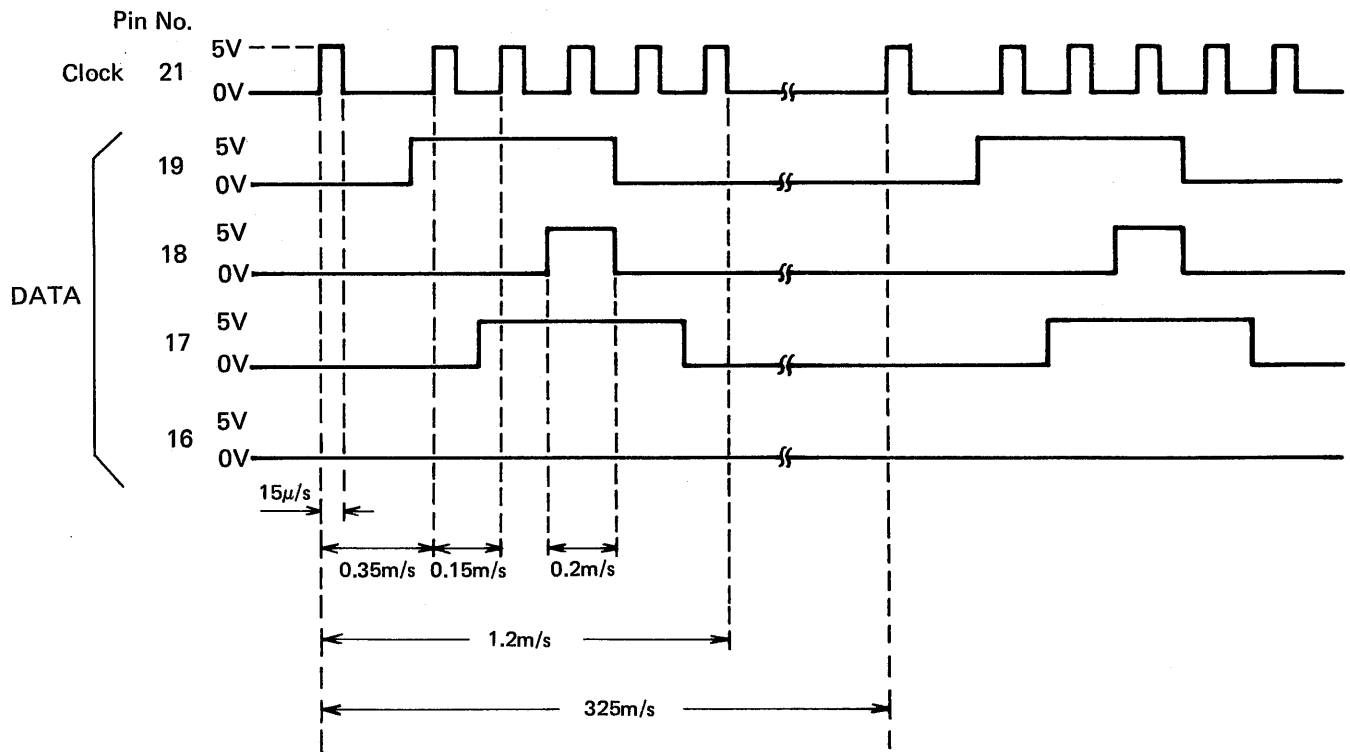 Pin No.
Clock 21 5V
0V
DATA
19 5V
0V
18 5V
0V
17 5V
0V
16 5V
0V
15μ/s
0.35m/s 0.15m/s 0.2m/s
1.2m/s
325m/s